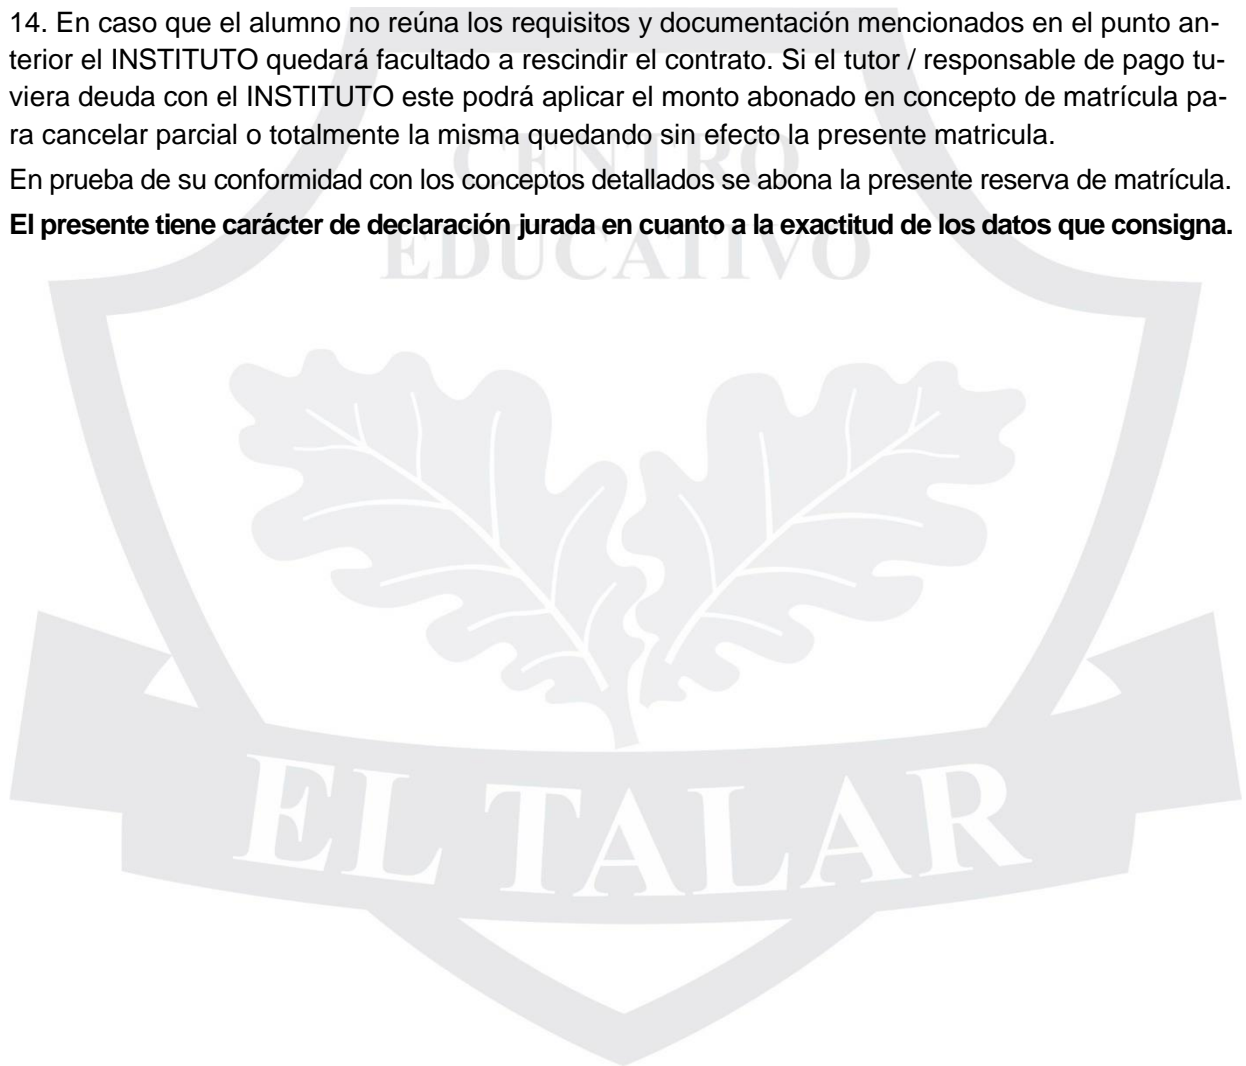 14. En caso que el alumno no reúna los requisitos y documentación mencionados en el punto an-
terior el INSTITUTO quedará facultado a rescindir el contrato. Si el tutor / responsable de pago tu-
viera deuda con el INSTITUTO este podrá aplicar el monto abonado en concepto de matrícula pa-
ra cancelar parcial o totalmente la misma quedando sin efecto la presente matricula.
En prueba de su conformidad con los conceptos detallados se abona la presente reserva de matrícula.
El presente tiene carácter de declaración jurada en cuanto a la exactitud de los datos que consigna.
CENTRO
EDUCATIVO
EL TALAR